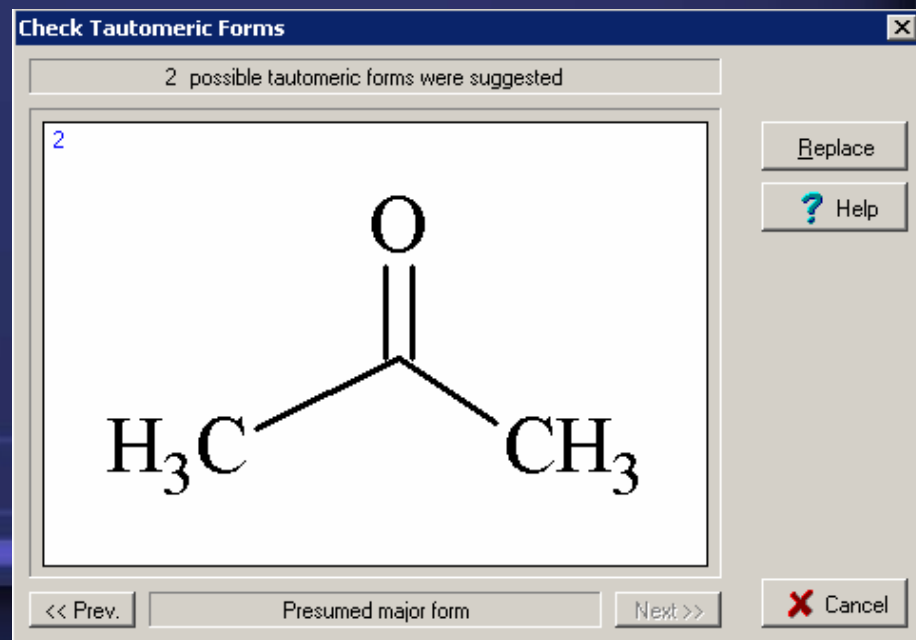 Check Tautomeric Forms
2 possible tautomeric forms were suggested
2
O
H3C CH3
Replace
? Help
<< Prev.
Presumed major form
Next >>
Cancel